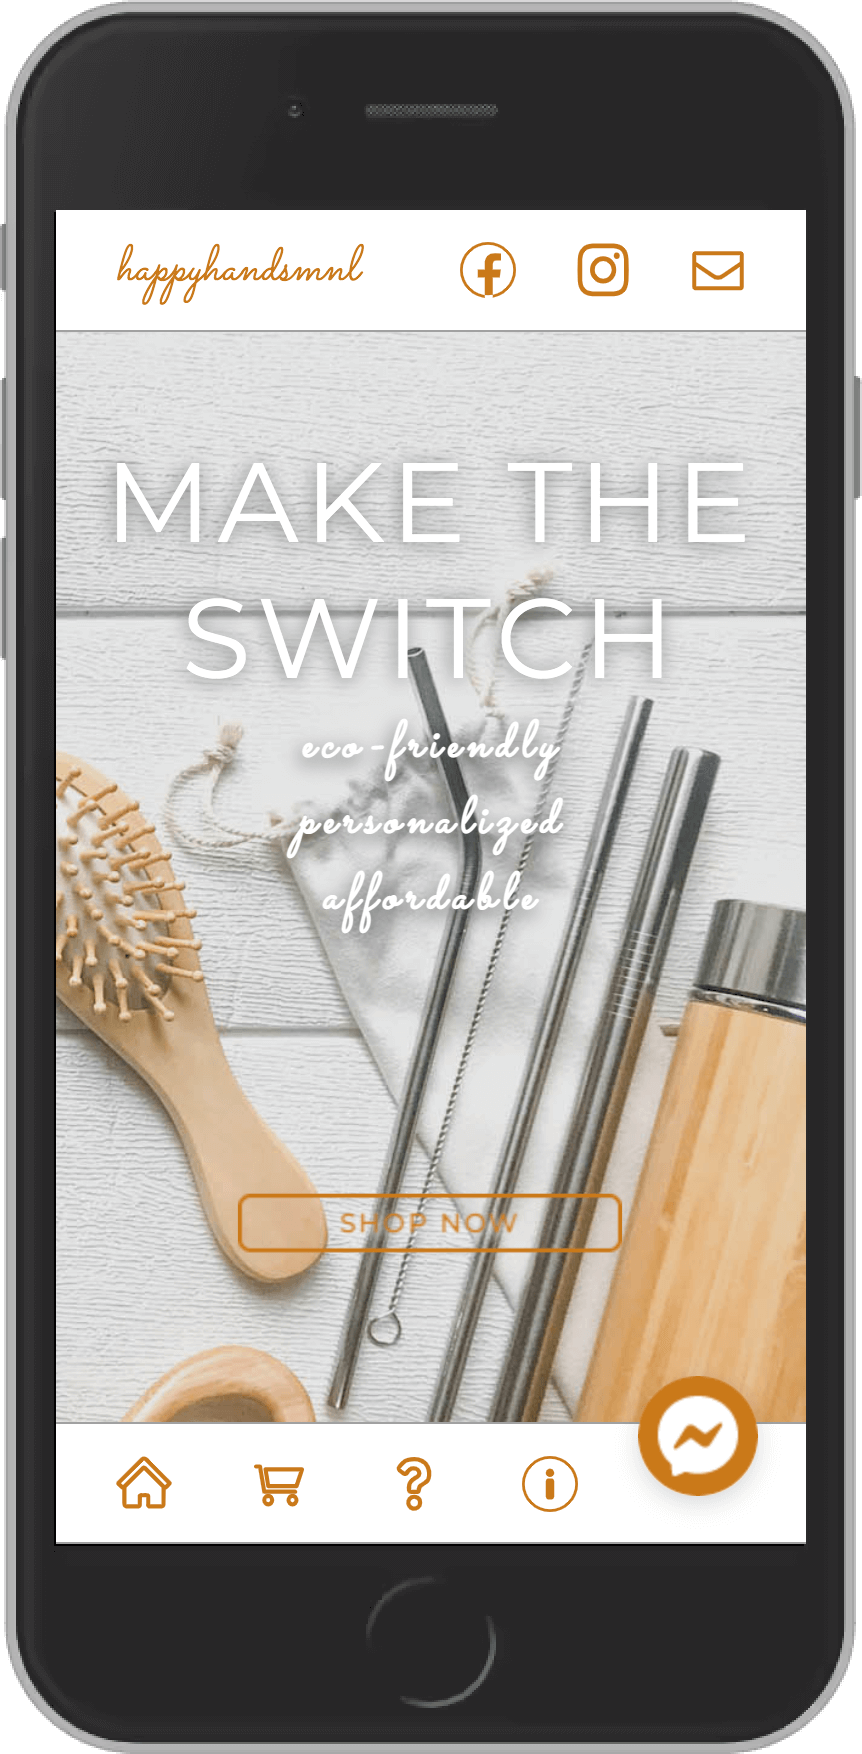 happyhandsmnl
MAKE THE
SWITCH
eco-friendly
personalized
affordable
SHOP NOW